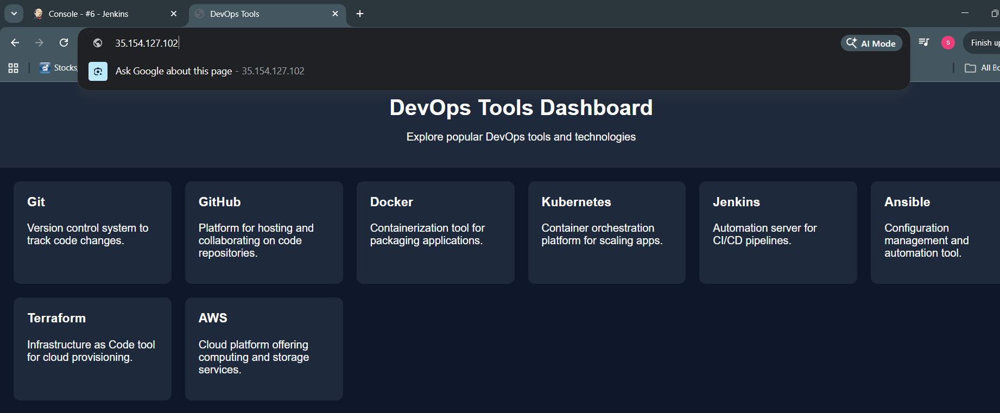 Console - #6 - Jenkins
DevOps Tools
35.154.127.102
AI Mode
S
Finish up
Stocks,
Ask Google about this page - 35.154.127.102
DevOps Tools Dashboard
Explore popular DevOps tools and technologies
Git
Version control system to
track code changes.
GitHub
Platform for hosting and
collaborating on code
repositories.
Docker
Containerization tool for
packaging applications.
Kubernetes
Container orchestration
platform for scaling apps.
Jenkins
Automation server for
CI/CD pipelines.
Ansible
Configuration
management and
automation tool.
Terraform
Infrastructure as Code tool
for cloud provisioning.
AWS
Cloud platform offering
computing and storage
services.